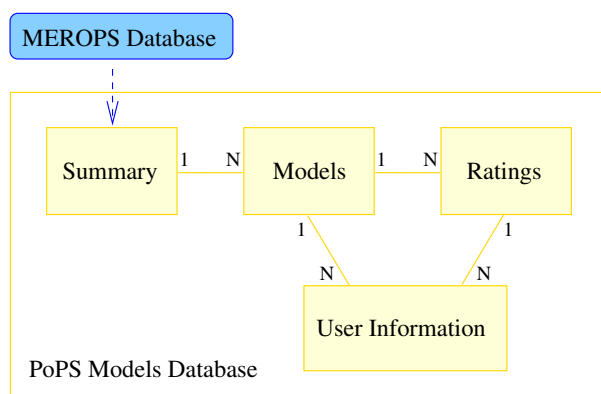 MEROPS Database
Summary
1
N
Models
1
N
Ratings
1
1
N
N
User Information
PoPS Models Database